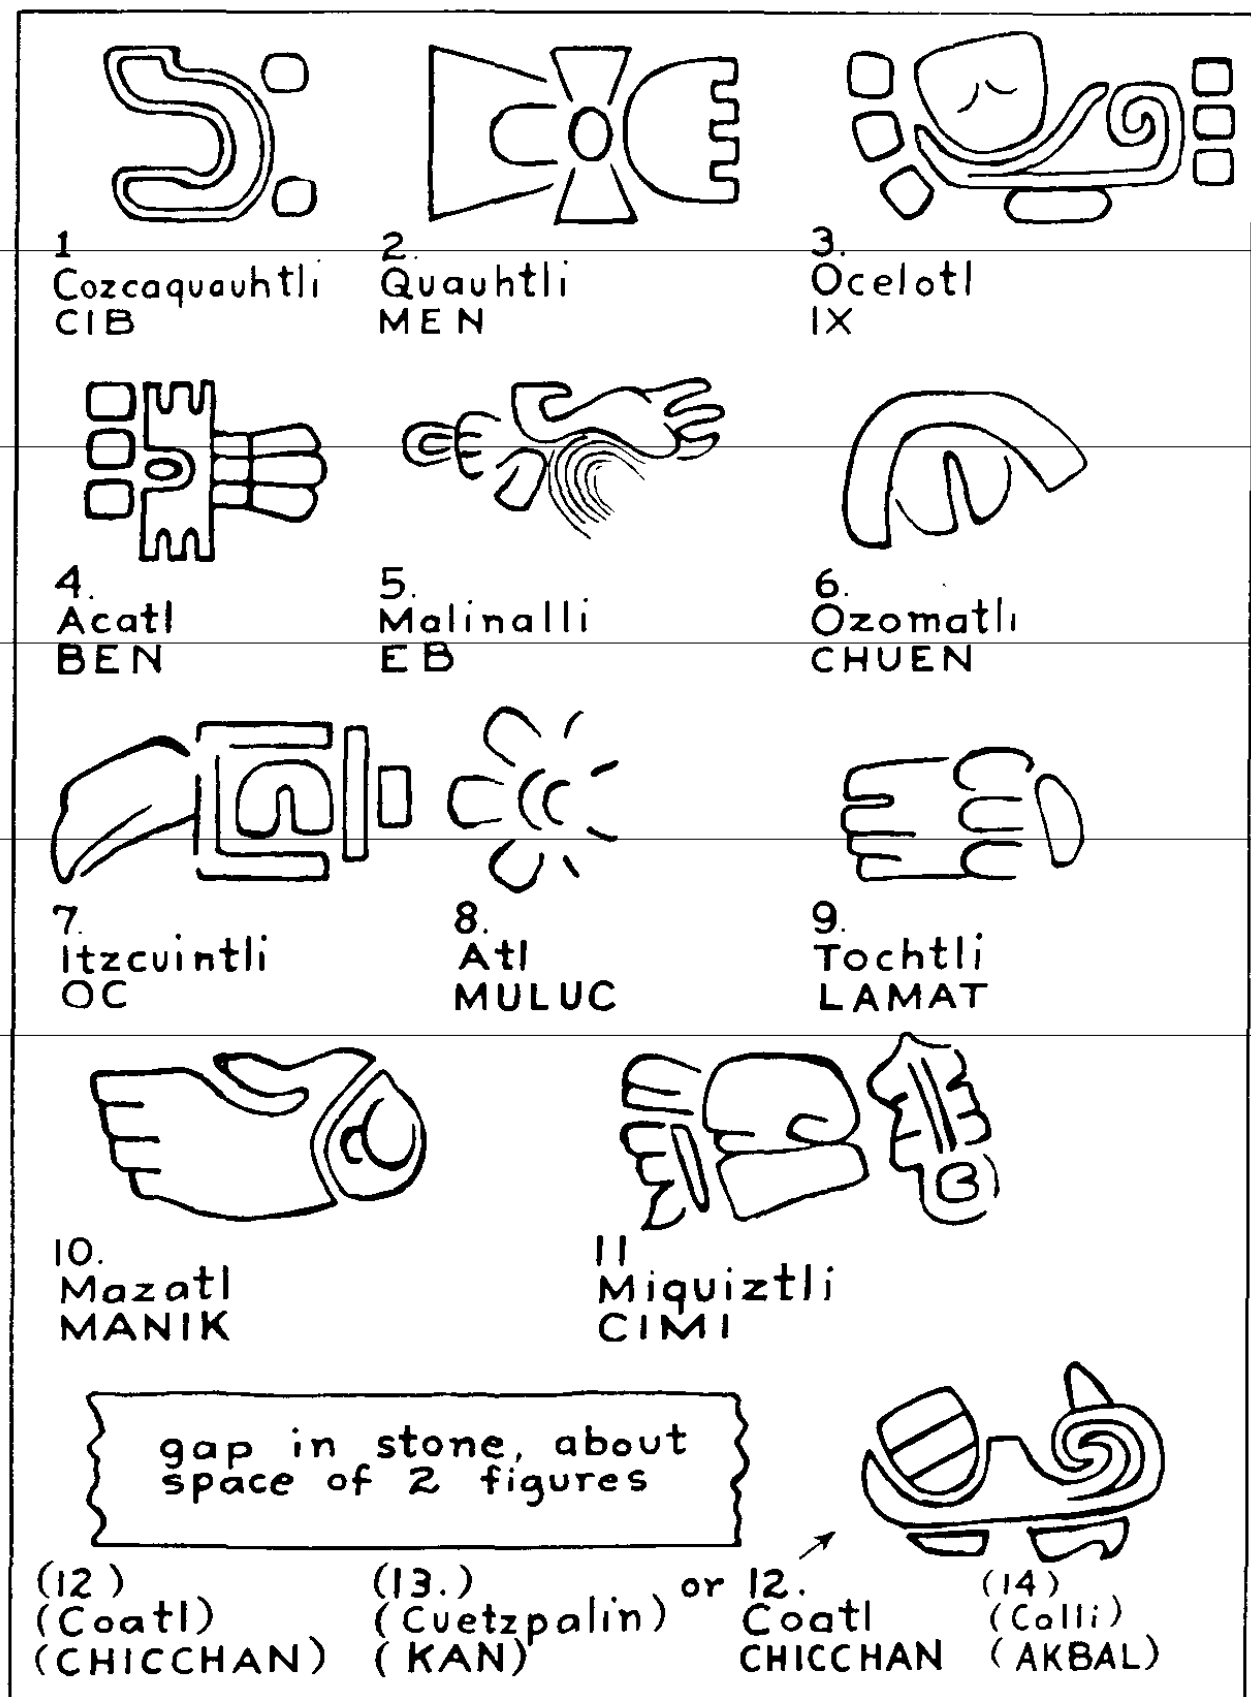 1
Cozcaquauhtli
CIB
2.
Quauhtli
MEN
3.
Ocelotl
IX
4.
Acatl
BEN
5.
Malinalli
EB
6.
Ozomatli
CHUEN
7.
Itzcuintli
OC
8.
Atl
MULUC
9.
Tochtli
LAMAT
10.
Mazatl
MANIK
11
Miquiztli
CIMI
gap in stone, about
space of 2 figures
(12)
(Coatl)
(CHICCHAN)
(13.)
(Cuetzpalin)
(KAN)
or 12.
Coatl
CHICCHAN
(14)
(Calli)
(AKBAL)